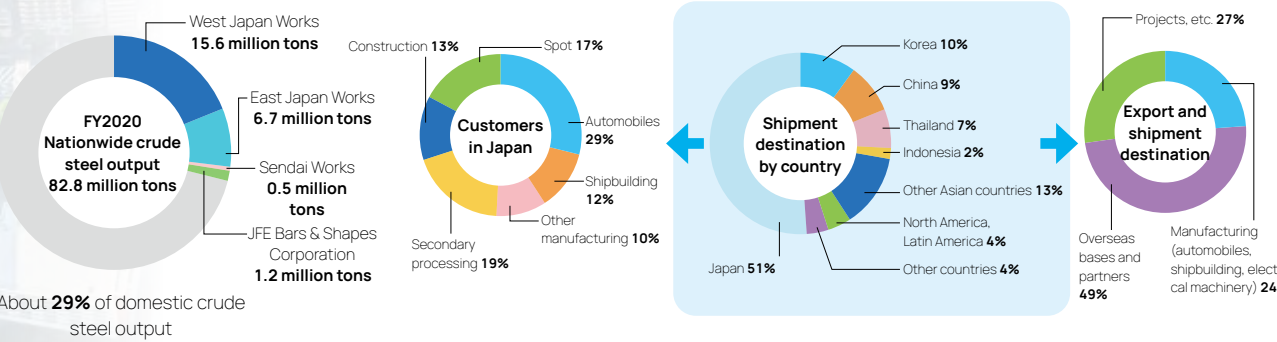 West Japan Works
15.6 million tons
East Japan Works
6.7 million tons
Sendai Works
0.5 million
tons
JFE Bars & Shapes
Corporation
1.2 million tons
FY2020
Nationwide crude
steel output
82.8 million tons
About 29% of domestic crude
steel output
Construction 13%
Spot 17%
Automobiles
29%
Shipbuilding
12%
Other
manufacturing 10%
Secondary
processing 19%
Customers
in Japan
Korea 10%
China 9%
Thailand 7%
Indonesia 2%
Other Asian countries 13%
North America,
Latin America 4%
Other countries 4%
Japan 51%
Shipment
destination
by country
Projects, etc. 27%
Export and
shipment
destination
Overseas
bases and
partners
49%
Manufacturing
(automobiles,
shipbuilding, elect
cal machinery) 24